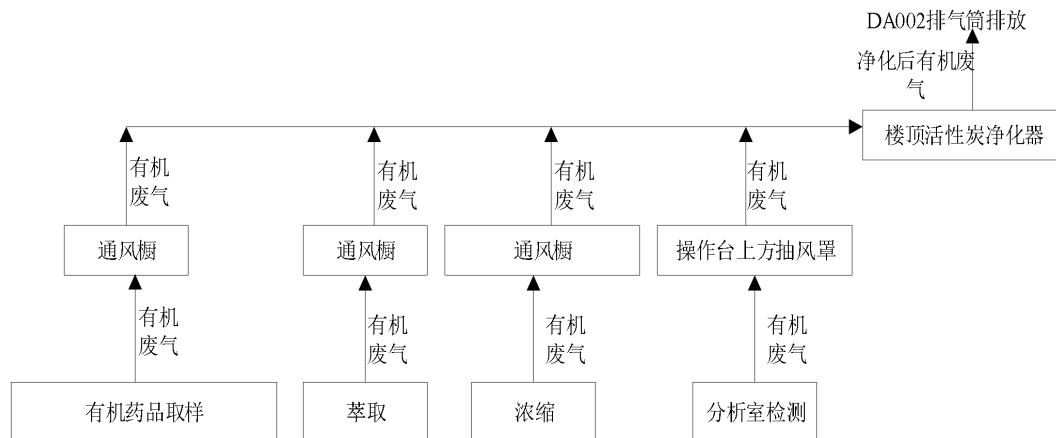 DA002排气筒排放
净化后有机废
气
楼顶活性炭净化器
有机
废气
有机
废气
有机
废气
有机
废气
通风橱
通风橱
通风橱
操作台上方抽风罩
有机
废气
有机
废气
有机
废气
有机
废气
有机药品取样
萃取
浓缩
分析室检测